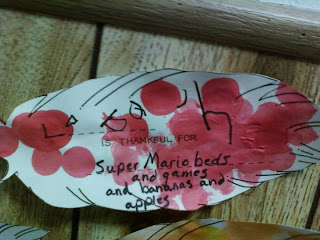 IS THANKFUL FOR
Super Mario beds
and games
and bananas and
apples